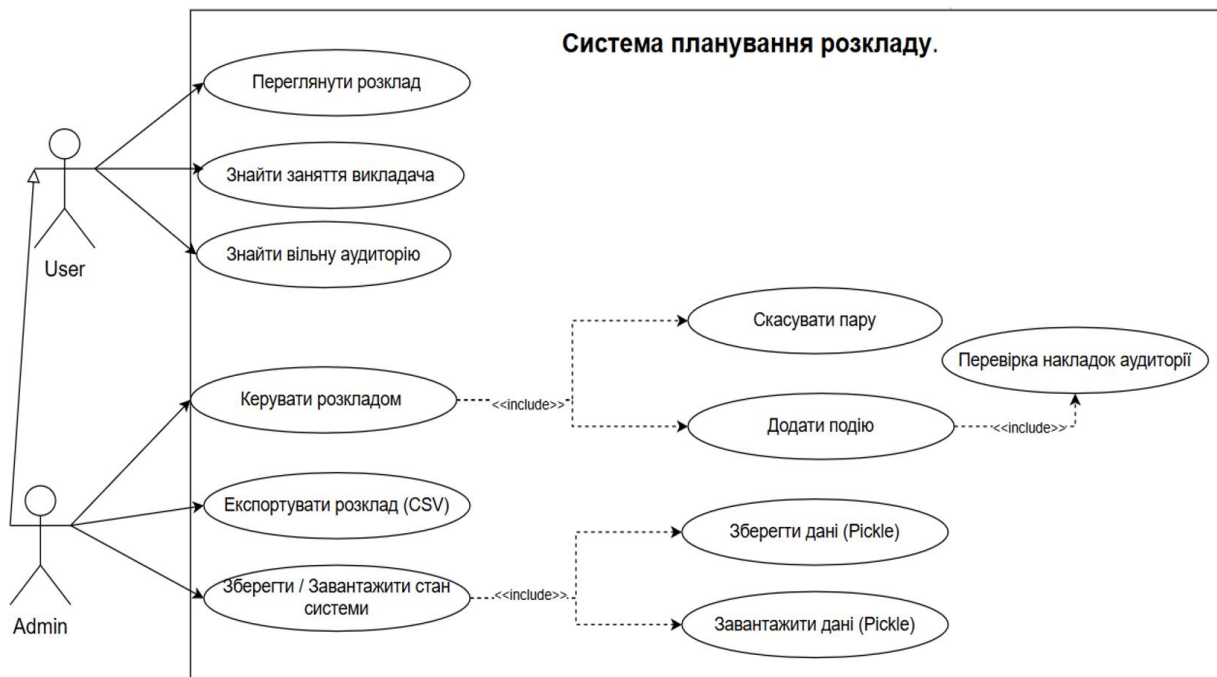 Система планування розкладу.
Переглянути розклад
Знайти заняття викладача
Знайти вільну аудиторію
User
Скасувати пару
Перевірка накладок аудиторії
Керувати розкладом
<<include>>
Додати подію
<<include>>
Експортувати розклад (CSV)
Зберегти дані (Pickle)
Зберегти / Завантажити стан
системи
<<include>>
Завантажити дані (Pickle)
Admin